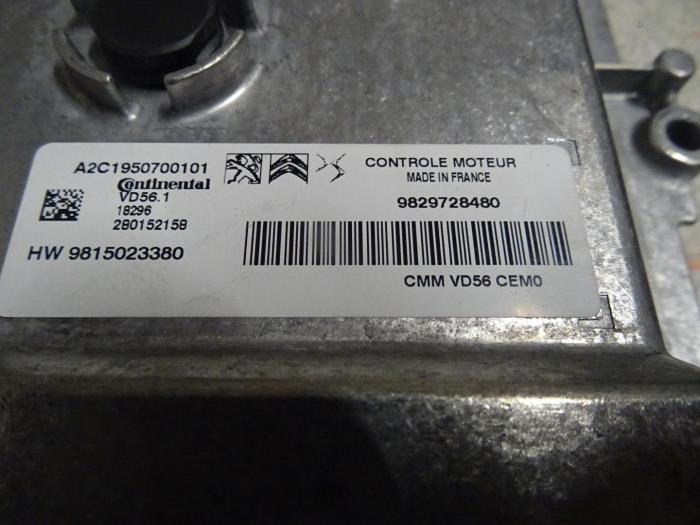 A2C1950700101
Continental
VD56.1
18296
280152158
HW 9815023380
CONTROLE MOTEUR
MADE IN FRANCE
9829728480
CMM VD56 CEM0